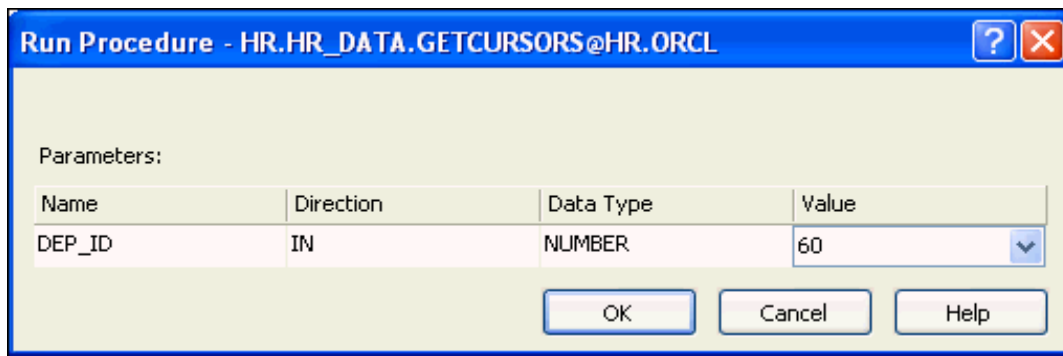 Run Procedure - HR.HR_DATA.GETCURSORS@HR.ORCL
Parameters:
Name Direction Data Type Value
DEP_ID IN NUMBER 60
OK Cancel Help